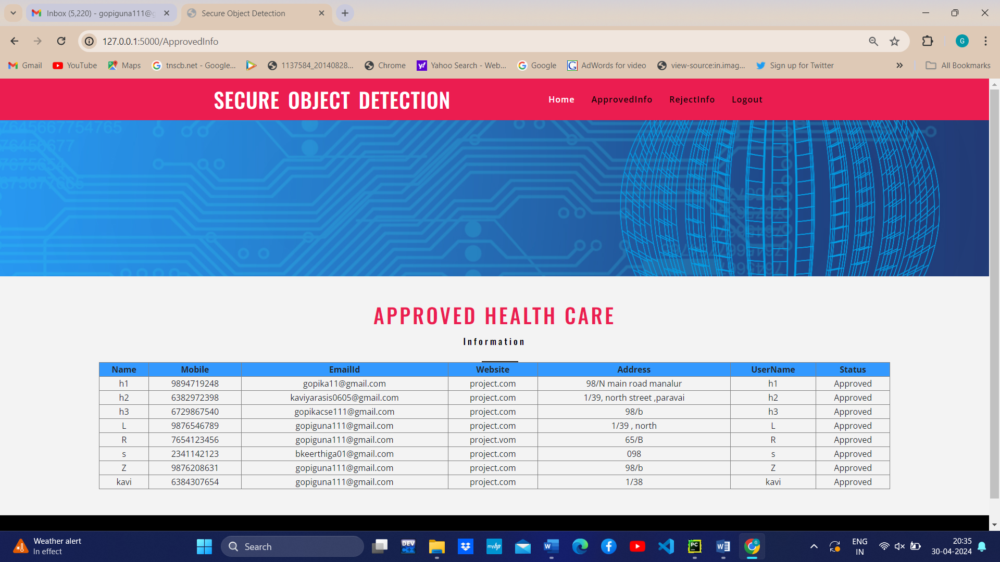 Inbox (5,220) - gopiguna111@g
Secure Object Detection
127.0.0.1:5000/ApprovedInfo
G
Gmail YouTube Maps tnscb.net - Google... 1137584_20140828... Chrome Yahoo Search - Web... Google AdWords for video view-source:in.imag... Sign up for Twitter All Bookmarks
SECURE OBJECT DETECTION
Home ApprovedInfo RejectInfo Logout
APPROVED HEALTH CARE
Information
Name Mobile EmailId Website Address UserName Status
h1 9894719248 gopika11@gmail.com project.com 98/N main road manalur h1 Approved
h2 6382972398 kaviyarasis0605@gmail.com project.com 1/39, north street ,paravai h2 Approved
h3 6729867540 gopikacse111@gmail.com project.com 98/b h3 Approved
L 9876546789 gopiguna111@gmail.com project.com 1/39 , north L Approved
R 7654123456 gopiguna111@gmail.com project.vom 65/B R Approved
s 2341142123 bkeerthiga01@gmail.com project.com 098 s Approved
Z 9876208631 gopiguna111@gmail.com project.com 98/b Z Approved
kavi 6384307654 gopiguna111@gmail.com project.com 1/38 kavi Approved
Weather alert
In effect
Search
DEV C++
myhp
PC
ENG
IN
20:35
30-04-2024